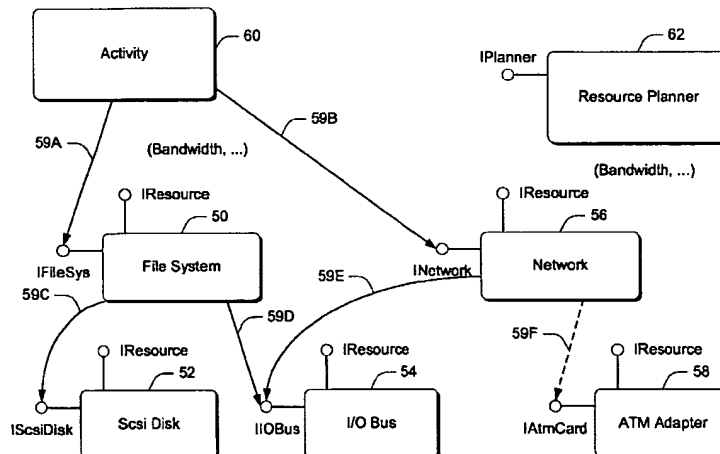 60
62
Activity
IPlanner
Resource Planner
59A
59B
(Bandwidth, ...)
(Bandwidth, ...)
IResource
50
IResource
56
IFileSys
File System
INetwork
Network
59C
59D
59E
59F
IResource
52
IResource
54
IResource
58
IScsiDisk
Scsi Disk
IIOBus
I/O Bus
IAtmCard
ATM Adapter